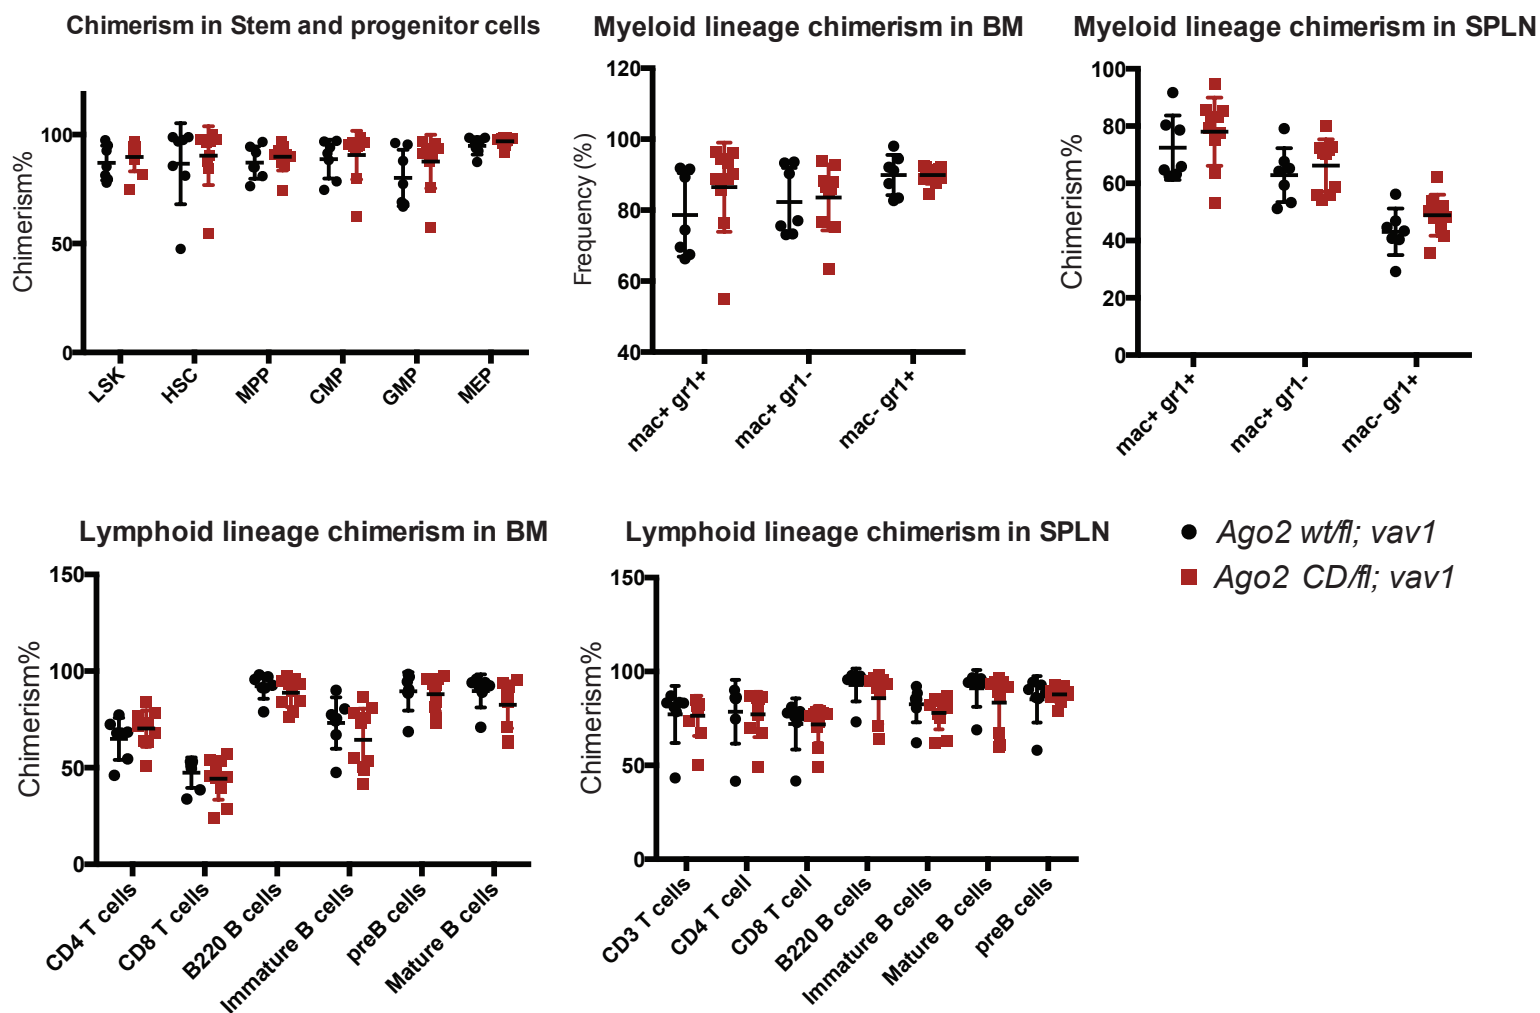 Chimerism in Stem and progenitor cells
Chimerism%
100
50
0
LSK
HSC
MPP
CMP
GMP
MEP
Myeloid lineage chimerism in BM
Frequency (%)
120
100
80
60
40
mac+ gr1+
mac+ gr1-
mac- gr1+
Myeloid lineage chimerism in SPLN
Chimerism%
100
80
60
40
20
0
mac+ gr1+
mac+ gr1-
mac- gr1+
Lymphoid lineage chimerism in BM
Chimerism%
150
100
50
0
CD4 T cells
CD8 T cells
B220 B cells
Immature B cells
preB cells
Mature B cells
Lymphoid lineage chimerism in SPLN
Chimerism%
150
100
50
0
CD3 T cells
CD4 T cell
CD8 T cell
B220 B cells
Immature B cells
Mature B cells
preB cells
Ago2 wt/fl; vav1
Ago2 CD/fl; vav1